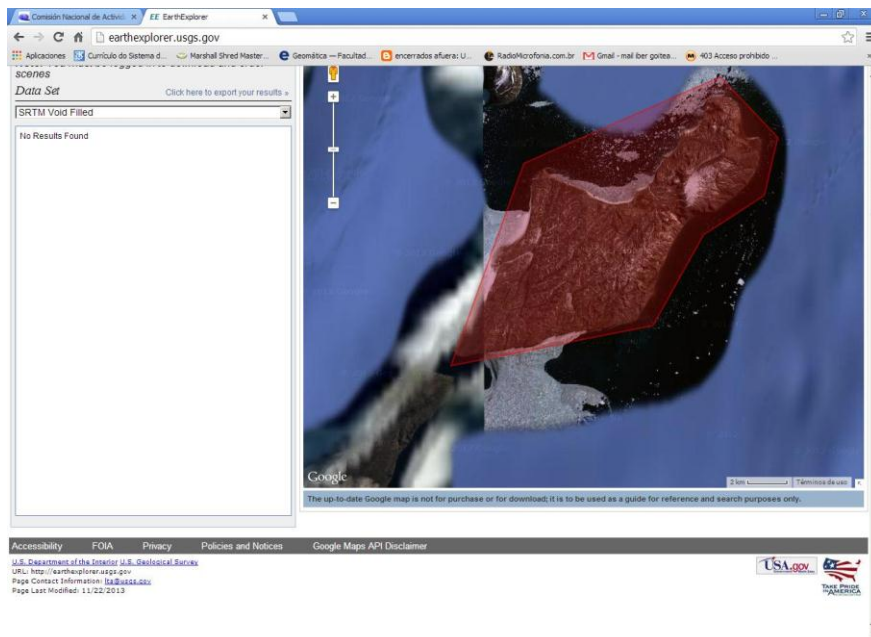 Comisión Nacional de Activid
EE EarthExplorer
earthexplorer.usgs.gov
Aplicaciones
Currículo do Sistema d...
Marshall Shred Master...
Geomática — Facultad...
encerrados afuera: U...
RadioMicrofonia.com.br
Gmail - mail iber goitea...
403 Acceso prohibido ...
scenes
Data Set
Click here to export your results »
SRTM Void Filled
No Results Found
Google
2 km
Términos de uso
The up-to-date Google map is not for purchase or for download; it is to be used as a guide for reference and search purposes only.
Accessibility FOIA Privacy Policies and Notices Google Maps API Disclaimer
U.S. Department of the Interior U.S. Geological Survey
URL: http://earthexplorer.usgs.gov
Page Contact Information: lta@usgs.gov
Page Last Modified: 11/22/2013
USA.gov
TAKE PRIDE
IN AMERICA